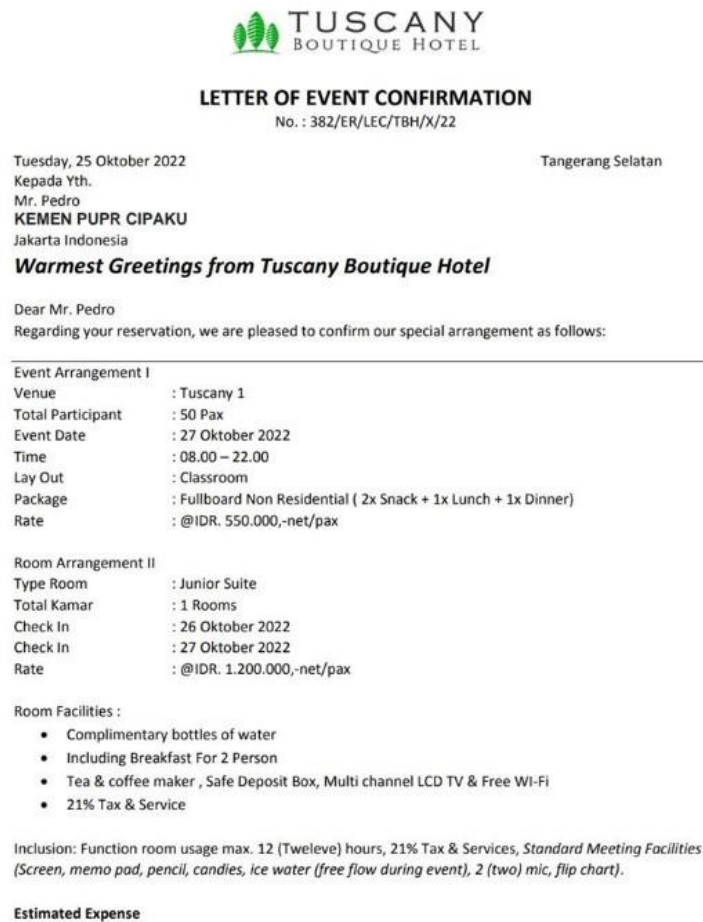 TUSCANY
BOUTIQUE HOTEL
LETTER OF EVENT CONFIRMATION
No. : 382/ER/LEC/TBH/X/22
Tuesday, 25 Oktober 2022 Tangerang Selatan
Kepada Yth.
Mr. Pedro
KEMEN PUPR CIPAKU
Jakarta Indonesia
Warmest Greetings from Tuscany Boutique Hotel
Dear Mr. Pedro
Regarding your reservation, we are pleased to confirm our special arrangement as follows:
Event Arrangement I
Venue : Tuscany 1
Total Participant : 50 Pax
Event Date : 27 Oktober 2022
Time : 08.00 – 22.00
Lay Out : Classroom
Package : Fullboard Non Residential ( 2x Snack + 1x Lunch + 1x Dinner)
Rate : @IDR. 550.000,-net/pax
Room Arrangement II
Type Room : Junior Suite
Total Kamar : 1 Rooms
Check In : 26 Oktober 2022
Check In : 27 Oktober 2022
Rate : @IDR. 1.200.000,-net/pax
Room Facilities :
• Complimentary bottles of water
• Including Breakfast For 2 Person
• Tea & coffee maker , Safe Deposit Box, Multi channel LCD TV & Free WI-Fi
• 21% Tax & Service
Inclusion: Function room usage max. 12 (Tweleve) hours, 21% Tax & Services, Standard Meeting Facilities
(Screen, memo pad, pencil, candies, ice water (free flow during event), 2 (two) mic, flip chart).
Estimated Expense